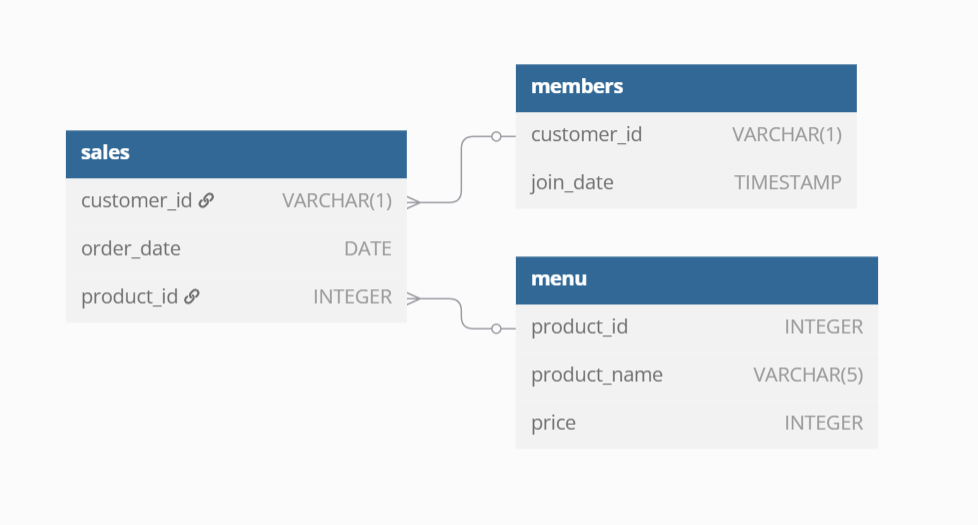 sales
customer_id VARCHAR(1)
order_date DATE
product_id INTEGER
members
customer_id VARCHAR(1)
join_date TIMESTAMP
menu
product_id INTEGER
product_name VARCHAR(5)
price INTEGER